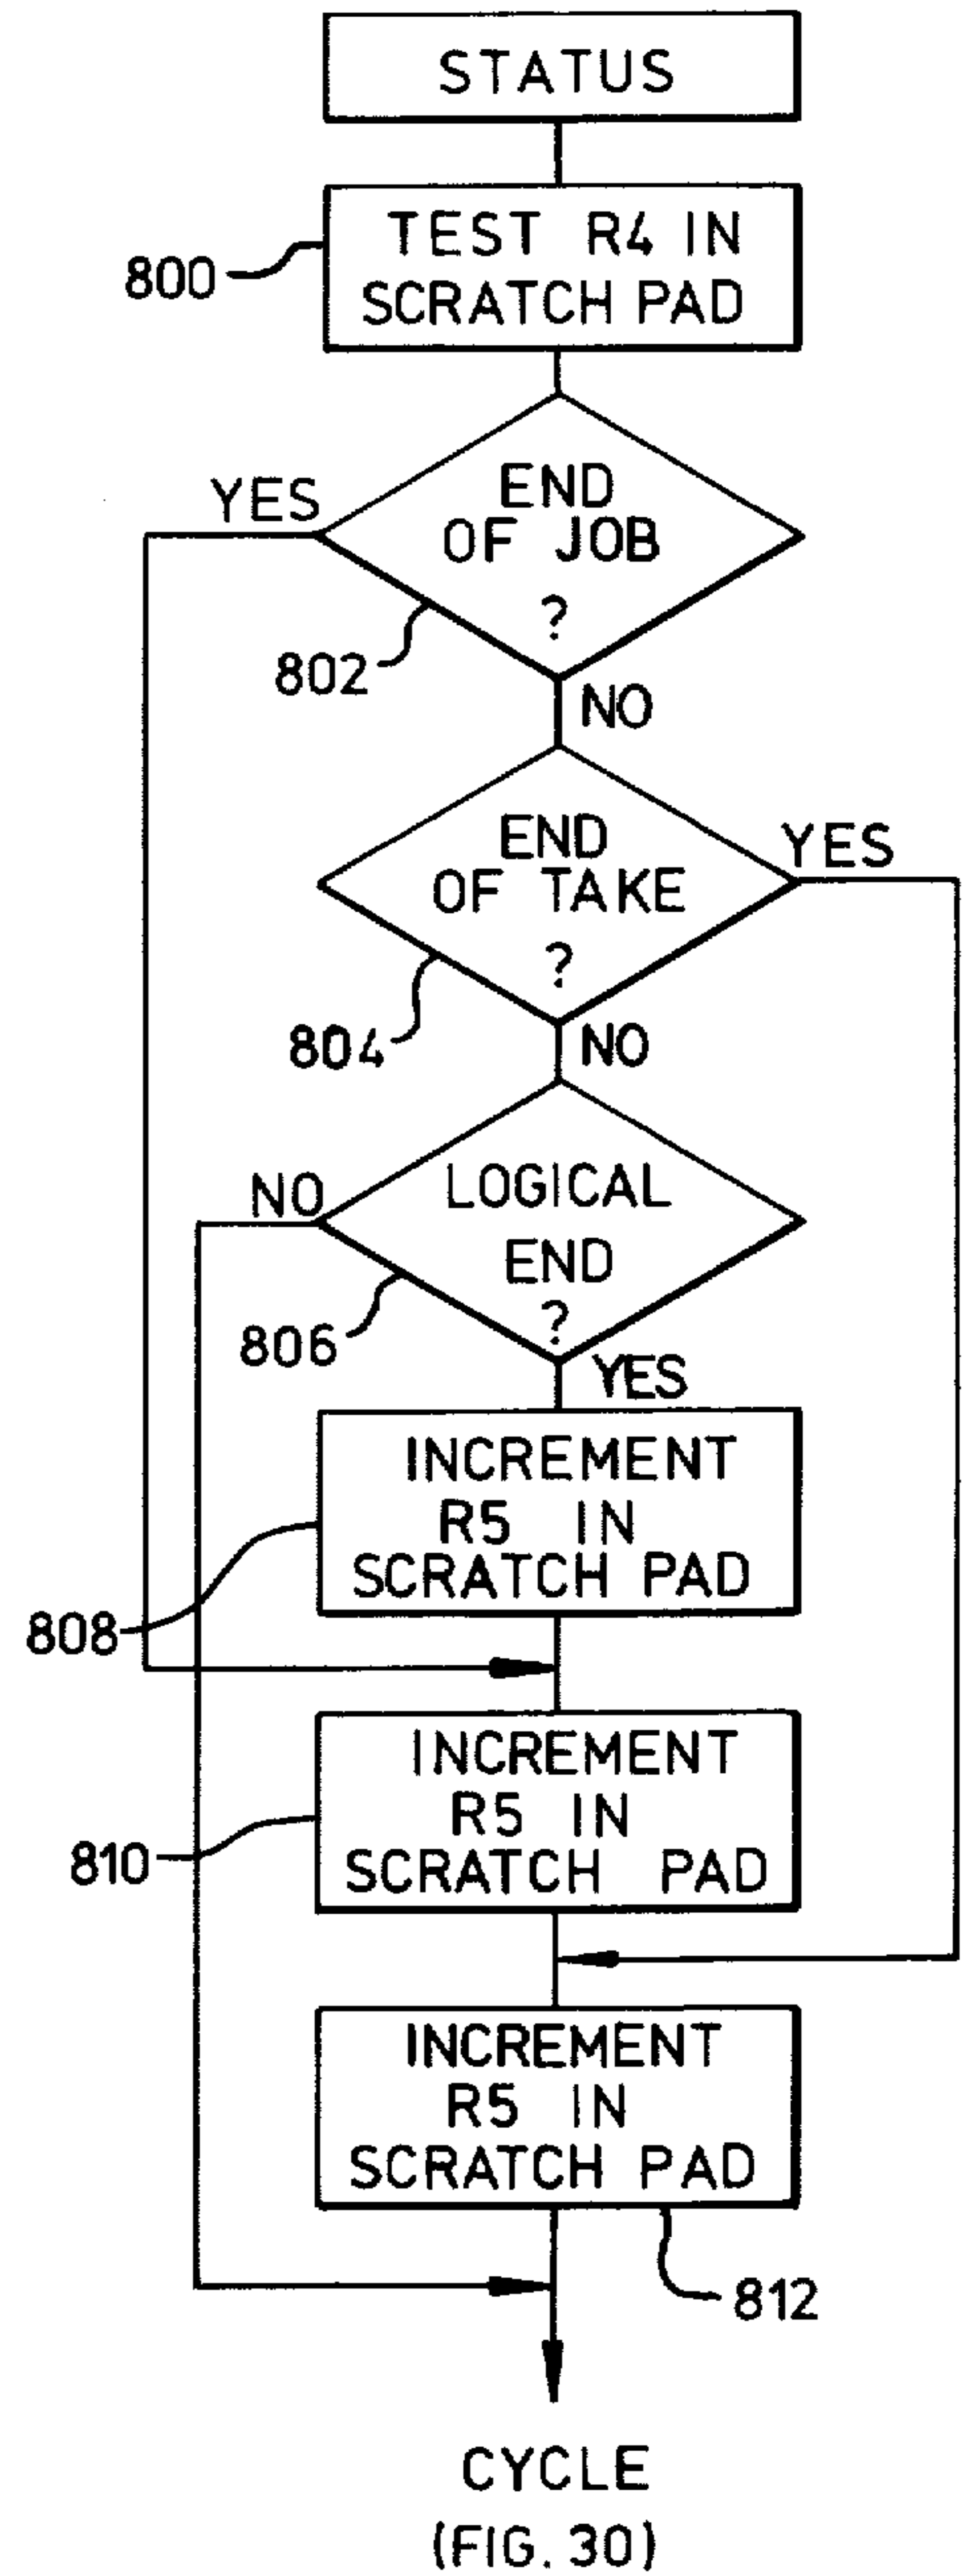 STATUS
TEST R4 IN
SCRATCH PAD
800
YES
END
OF JOB
?
802
NO
END
OF TAKE
?
YES
804
NO
NO
LOGICAL
END
?
806
YES
INCREMENT
R5 IN
SCRATCH PAD
808
INCREMENT
R5 IN
SCRATCH PAD
810
INCREMENT
R5 IN
SCRATCH PAD
812
CYCLE
(FIG. 30)